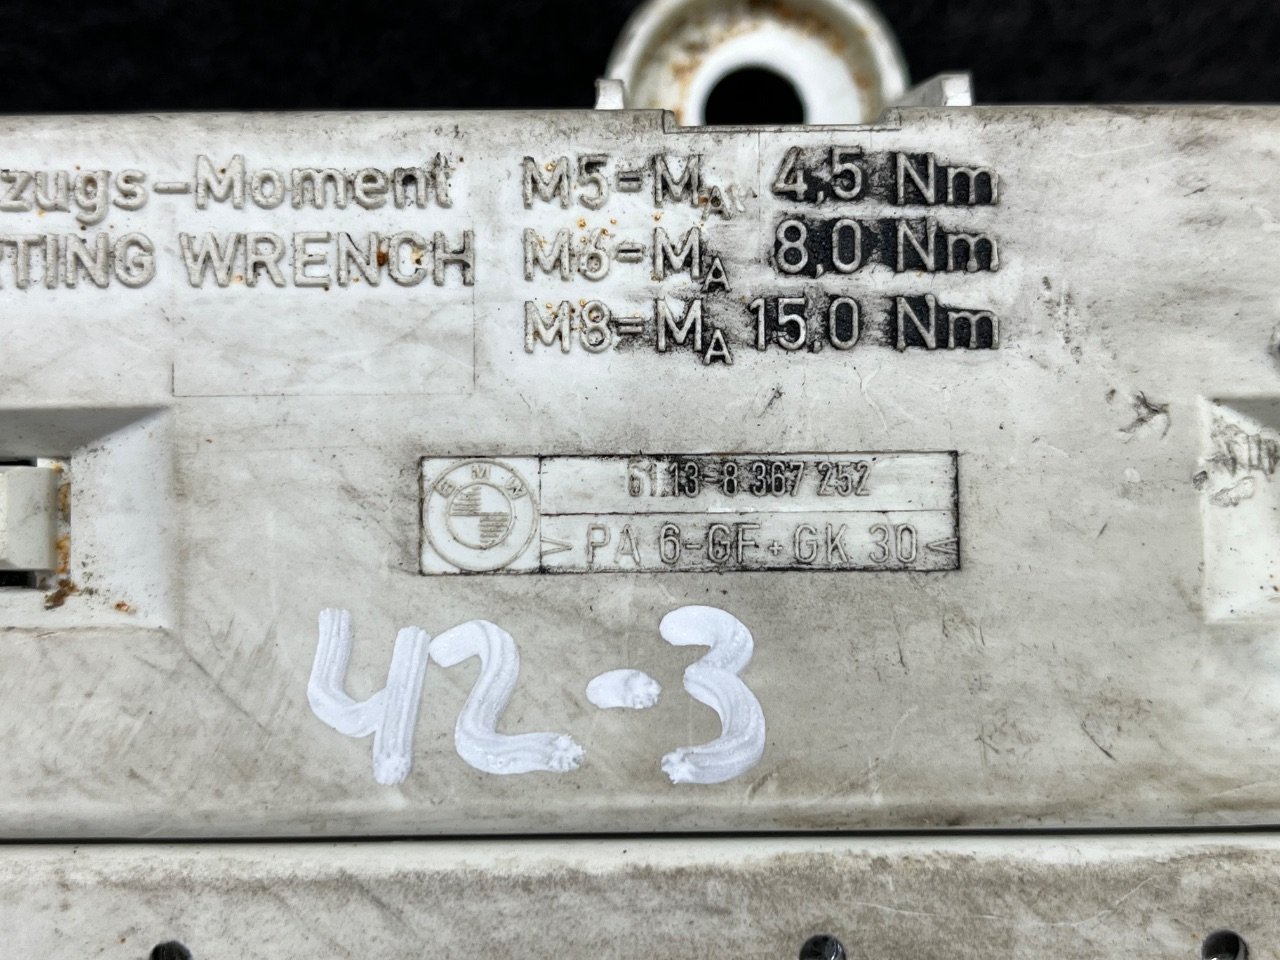 zugs-Moment M5=MA 4,5 Nm
TING WRENCH M6-MA 8,0 Nm
M8=MA 15,0 Nm
BMW 61.13-8 367 252
>PA 6-GF+GK 30<
42-3